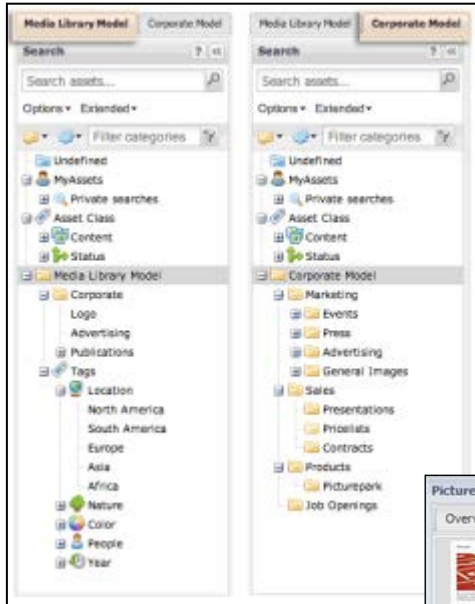 Media Library Model Corporate Model
Search ?
Search assets...
Options Extended
Filter categories
Undefined
MyAssets
Private searches
Asset Class
Content
Status
Media Library Model
Corporate
Logo
Advertising
Publications
Tags
Location
North America
South America
Europe
Asia
Africa
Nature
Color
People
Year
Media Library Model Corporate Model
Search ?
Search assets...
Options Extended
Filter categories
Undefined
MyAssets
Private searches
Asset Class
Content
Status
Corporate Model
Marketing
Events
Press
Advertising
General Images
Sales
Presentations
Pricelists
Contracts
Products
Picturepark
Job Openings
Picture
Over